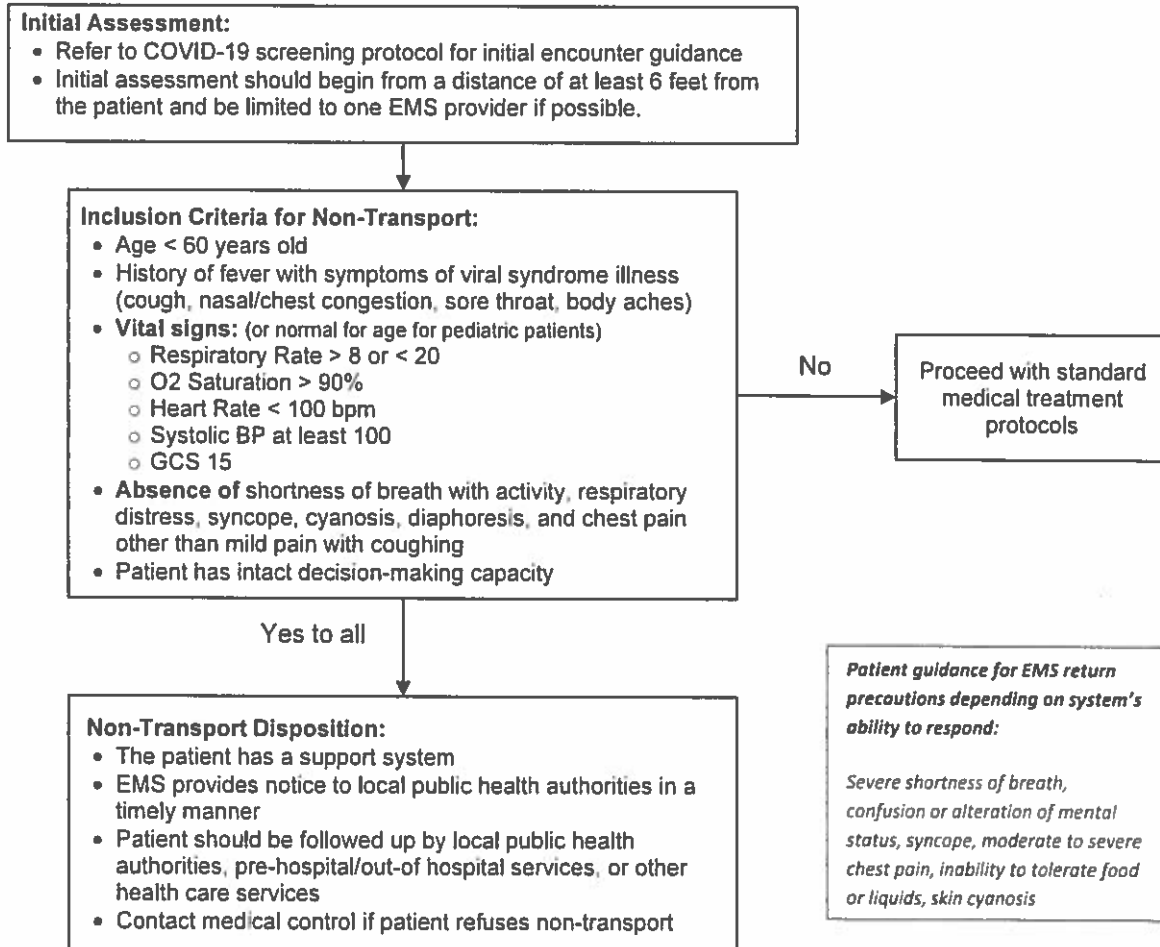 Initial Assessment:
• Refer to COVID-19 screening protocol for initial encounter guidance
• Initial assessment should begin from a distance of at least 6 feet from
the patient and be limited to one EMS provider if possible.
Inclusion Criteria for Non-Transport:
• Age < 60 years old
• History of fever with symptoms of viral syndrome illness
(cough, nasal/chest congestion, sore throat, body aches)
• Vital signs: (or normal for age for pediatric patients)
○ Respiratory Rate > 8 or < 20
○ O2 Saturation > 90%
○ Heart Rate < 100 bpm
○ Systolic BP at least 100
○ GCS 15
• Absence of shortness of breath with activity, respiratory
distress, syncope, cyanosis, diaphoresis, and chest pain
other than mild pain with coughing
• Patient has intact decision-making capacity
No
Proceed with standard
medical treatment
protocols
Yes to all
Non-Transport Disposition:
• The patient has a support system
• EMS provides notice to local public health authorities in a
timely manner
• Patient should be followed up by local public health
authorities, pre-hospital/out-of hospital services, or other
health care services
• Contact medical control if patient refuses non-transport
Patient guidance for EMS return
precautions depending on system's
ability to respond:
Severe shortness of breath,
confusion or alteration of mental
status, syncope, moderate to severe
chest pain, inability to tolerate food
or liquids, skin cyanosis